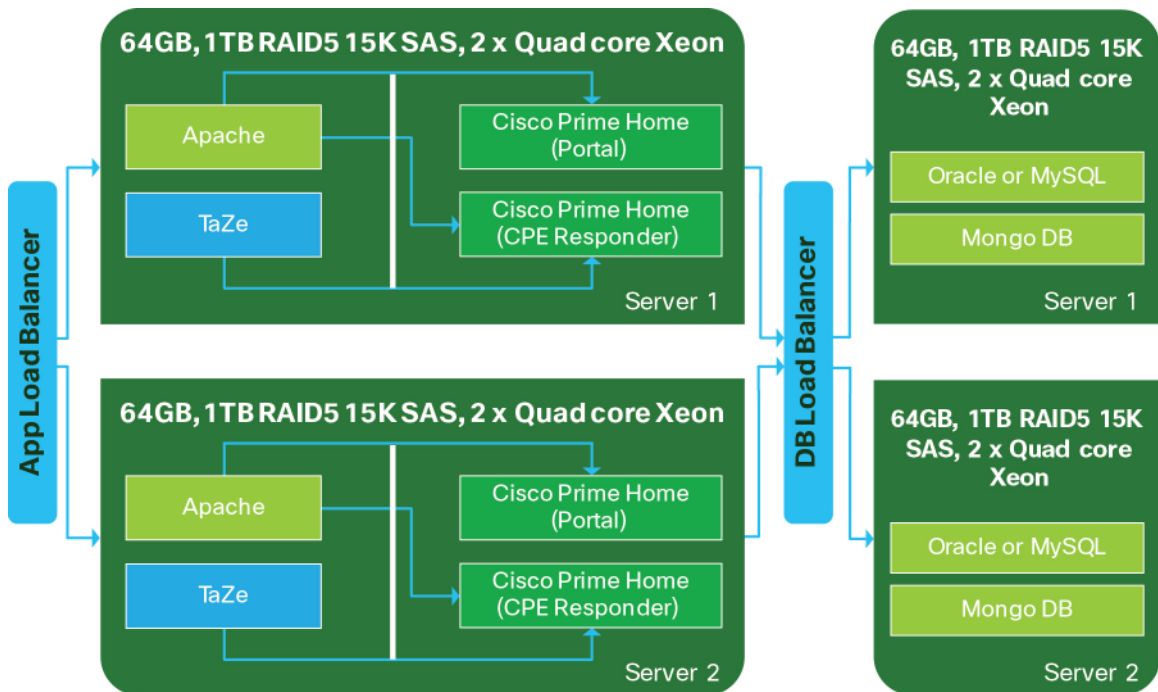 App Load Balancer
64GB, 1TB RAID5 15K SAS, 2 x Quad core Xeon
Apache
TaZe
Cisco Prime Home
(Portal)
Cisco Prime Home
(CPE Responder)
Server 1
64GB, 1TB RAID5 15K SAS, 2 x Quad core Xeon
Apache
TaZe
Cisco Prime Home
(Portal)
Cisco Prime Home
(CPE Responder)
Server 2
DB Load Balancer
64GB, 1TB RAID5 15K
SAS, 2 x Quad core
Xeon
Oracle or MySQL
Mongo DB
Server 1
64GB, 1TB RAID5 15K
SAS, 2 x Quad core
Xeon
Oracle or MySQL
Mongo DB
Server 2